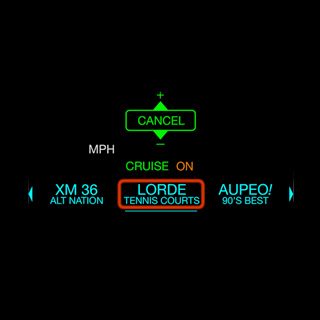 +
CANCEL
–
MPH
CRUISE ON
XM 36 LORDE AUPEO!
ALT NATION TENNIS COURTS 90'S BEST